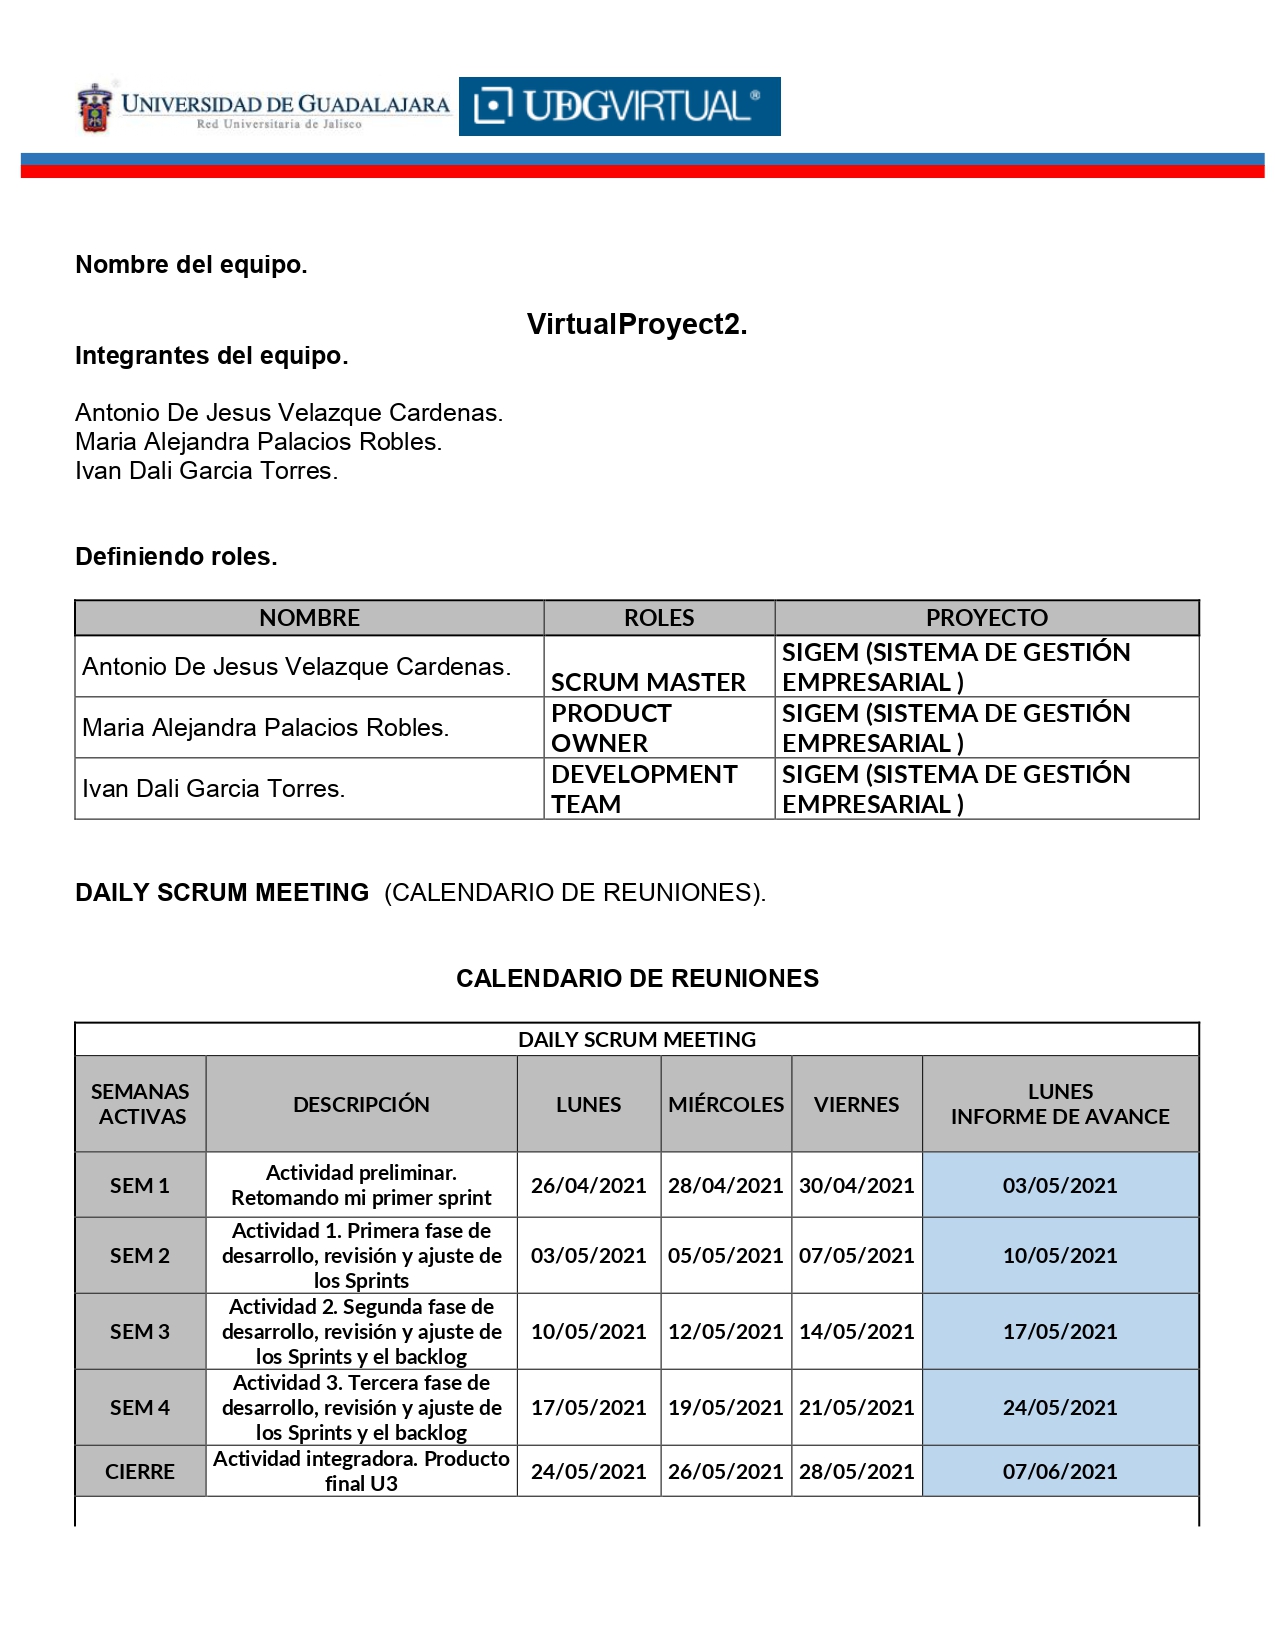 UNIVERSIDAD DE GUADALAJARA
Red Universitaria de Jalisco
UDGVIRTUAL®
Nombre del equipo.
VirtualProyect2.
Integrantes del equipo.
Antonio De Jesus Velazque Cardenas.
Maria Alejandra Palacios Robles.
Ivan Dali Garcia Torres.
Definiendo roles.
NOMBRE ROLES PROYECTO
Antonio De Jesus Velazque Cardenas.
SCRUM MASTER
SIGEM (SISTEMA DE GESTIÓN
EMPRESARIAL )
Maria Alejandra Palacios Robles.
PRODUCT
OWNER
SIGEM (SISTEMA DE GESTIÓN
EMPRESARIAL )
Ivan Dali Garcia Torres.
DEVELOPMENT
TEAM
SIGEM (SISTEMA DE GESTIÓN
EMPRESARIAL )
DAILY SCRUM MEETING (CALENDARIO DE REUNIONES).
CALENDARIO DE REUNIONES
DAILY SCRUM MEETING
SEMANAS
ACTIVAS
DESCRIPCIÓN
LUNES
MIÉRCOLES
VIERNES
LUNES
INFORME DE AVANCE
SEM 1
Actividad preliminar.
Retomando mi primer sprint
26/04/2021
28/04/2021
30/04/2021
03/05/2021
SEM 2
Actividad 1. Primera fase de
desarrollo, revisión y ajuste de
los Sprints
03/05/2021
05/05/2021
07/05/2021
10/05/2021
SEM 3
Actividad 2. Segunda fase de
desarrollo, revisión y ajuste de
los Sprints y el backlog
10/05/2021
12/05/2021
14/05/2021
17/05/2021
SEM 4
Actividad 3. Tercera fase de
desarrollo, revisión y ajuste de
los Sprints y el backlog
17/05/2021
19/05/2021
21/05/2021
24/05/2021
CIERRE
Actividad integradora. Producto
final U3
24/05/2021
26/05/2021
28/05/2021
07/06/2021